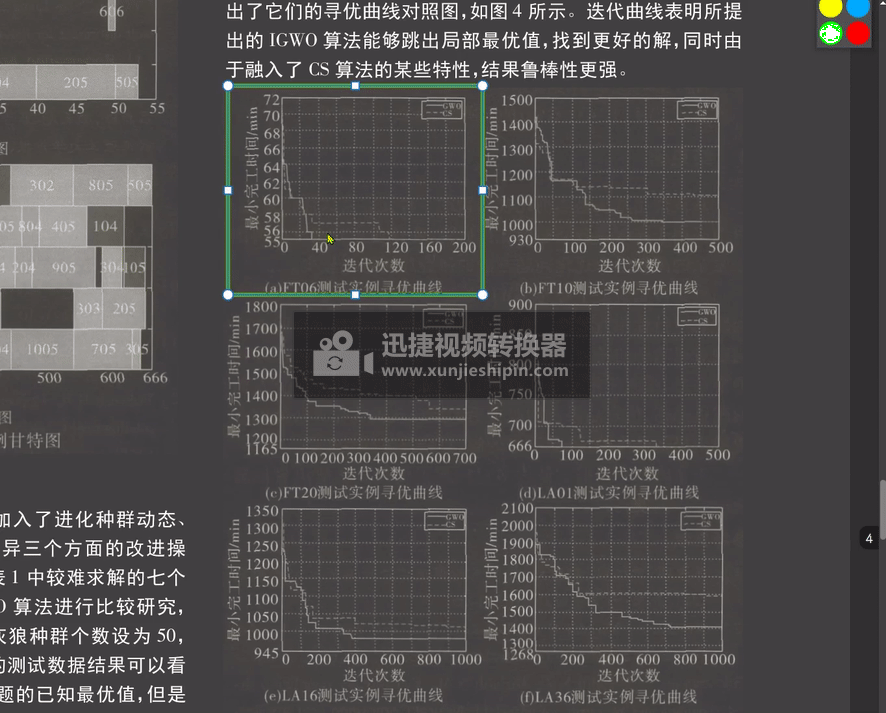 出了它们的寻优曲线对照图,如图 4 所示。迭代曲线表明所提
出的 IGWO 算法能够跳出局部最优值,找到更好的解,同时由
于融入了 CS 算法的某些特性,结果鲁棒性更强。
606
205 505
40 45 50 55
图
302 805 505
804 405 104
204 905 105
303 205
1005 705 305
500 600 666
图
例甘特图
加入了进化种群动态、
异三个方面的改进操
表 1 中较难求解的七个
O 算法进行比较研究,
灰狼种群个数设为 50,
的测试数据结果可以看
题的已知最优值,但是
最小完工时间/min
72
70
68
66
64
62
60
58
56
55
0 40 80 120 160 200
GWO
CS
迭代次数
(a)FT06测试实例寻优曲线
最小完工时间/min
1500
1400
1300
1200
1100
1000
930
0 100 200 300 400 500
GWO
CS
迭代次数
(b)FT10测试实例寻优曲线
最小完工时间/min
1800
1700
1600
1500
1400
1300
1200
1165
0 100 200 300 400 500 600 700
GWO
CS
迭代次数
(c)FT20测试实例寻优曲线
最小完工时间/min
900
850
800
750
700
666
0 100 200 300 400 500
GWO
CS
迭代次数
(d)LA01测试实例寻优曲线
迅捷视频转换器
www.xunjieshipin.com
最小完工时间/min
1350
1300
1250
1200
1150
1100
1050
1000
945
0 200 400 600 800 1000
GWO
CS
迭代次数
(e)LA16测试实例寻优曲线
最小完工时间/min
2100
2000
1900
1800
1700
1600
1500
1400
1300
1268
0 200 400 600 800 1000
GWO
CS
迭代次数
(f)LA36测试实例寻优曲线
4